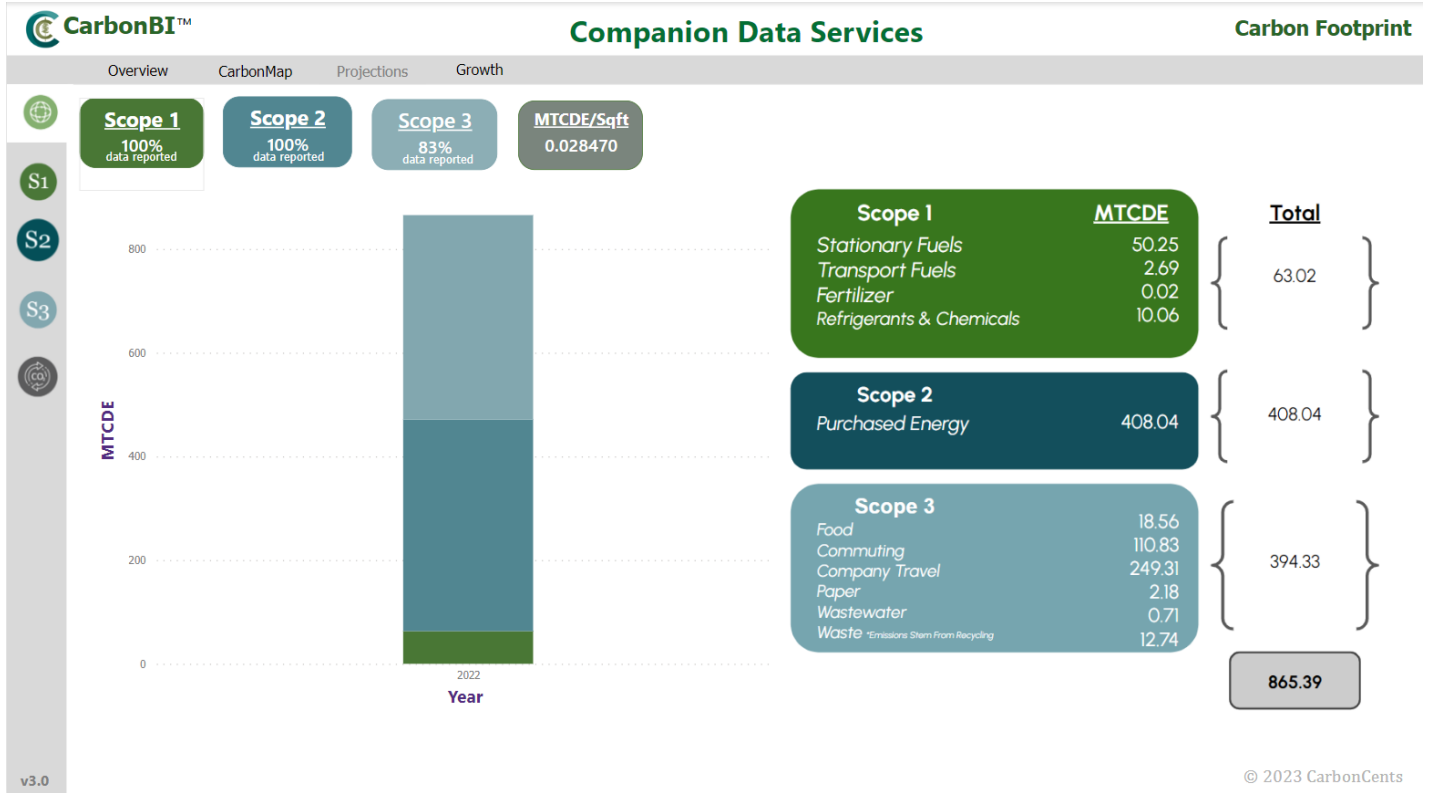 CarbonBI™
Companion Data Services
Carbon Footprint
Overview CarbonMap Projections Growth
Scope 1
100%
data reported
Scope 2
100%
data reported
Scope 3
83%
data reported
MTCDE/Sqft
0.028470
S1
S2
S3
CO₂
v3.0
MTCDE
800
600
400
200
0
2022
Year
Scope 1 MTCDE
Stationary Fuels 50.25
Transport Fuels 2.69
Fertilizer 0.02
Refrigerants & Chemicals 10.06
Scope 2
Purchased Energy 408.04
Scope 3
Food 18.56
Commuting 110.83
Company Travel 249.31
Paper 2.18
Wastewater 0.71
Waste *Emissions Stem From Recycling 12.74
Total
63.02
408.04
394.33
865.39
© 2023 CarbonCents